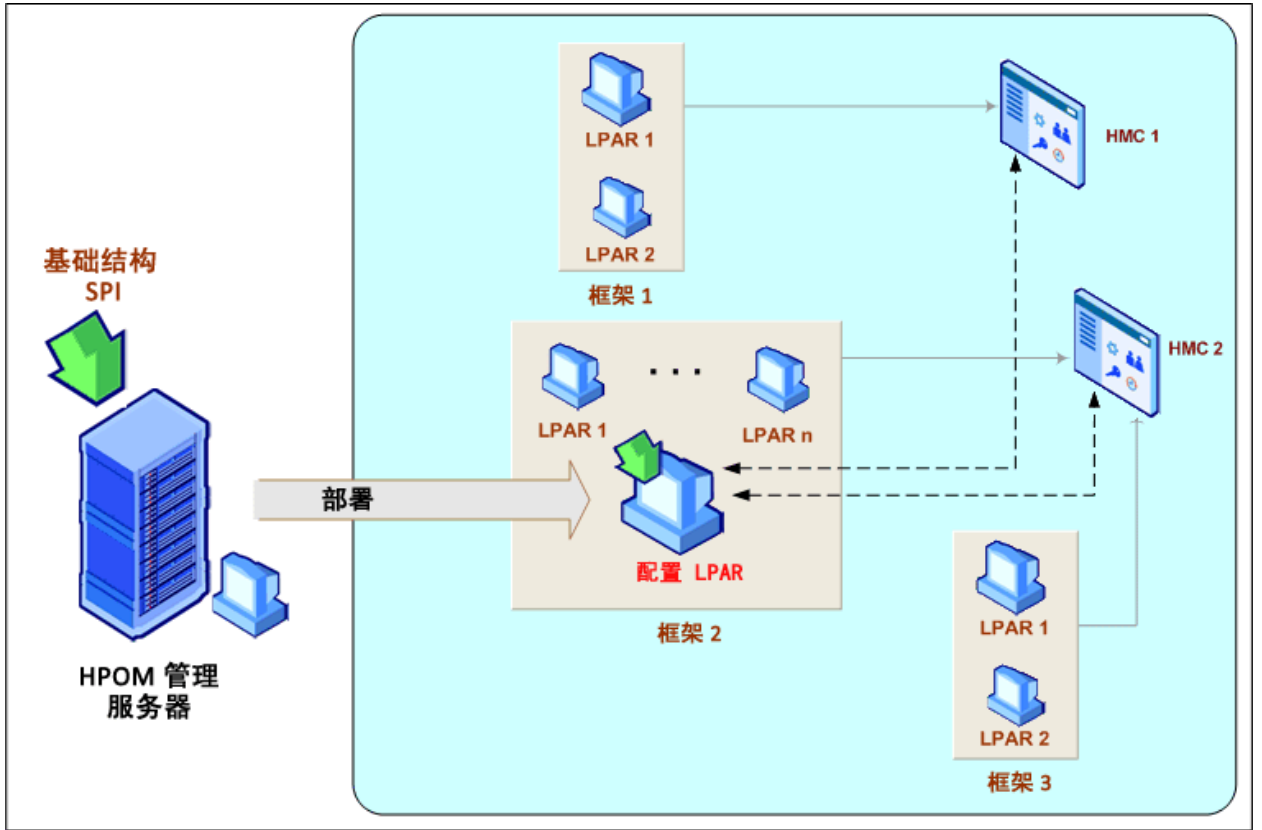 LPAR 1
LPAR 2
框架 1
HMC 1
基础结构
SPI
HMC 2
LPAR 1
...
LPAR n
部署
配置 LPAR
框架 2
LPAR 1
LPAR 2
框架 3
HPOM 管理
服务器